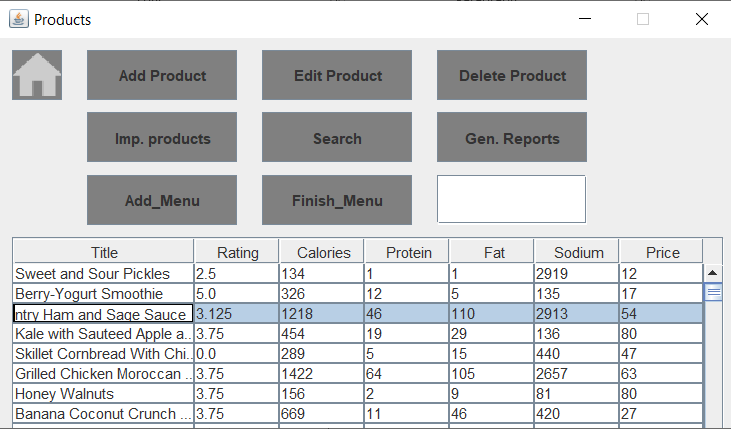 Products
Add Product Edit Product Delete Product
Imp. products Search Gen. Reports
Add_Menu Finish_Menu
Title Rating Calories Protein Fat Sodium Price
Sweet and Sour Pickles 2.5 134 1 1 2919 12
Berry-Yogurt Smoothie 5.0 326 12 5 135 17
ntry Ham and Sage Sauce 3.125 1218 46 110 2913 54
Kale with Sauteed Apple a... 3.75 454 19 29 136 80
Skillet Cornbread With Chi... 0.0 289 5 15 440 47
Grilled Chicken Moroccan ... 3.75 1422 64 105 2657 63
Honey Walnuts 3.75 156 2 9 81 80
Banana Coconut Crunch ... 3.75 669 11 46 420 27